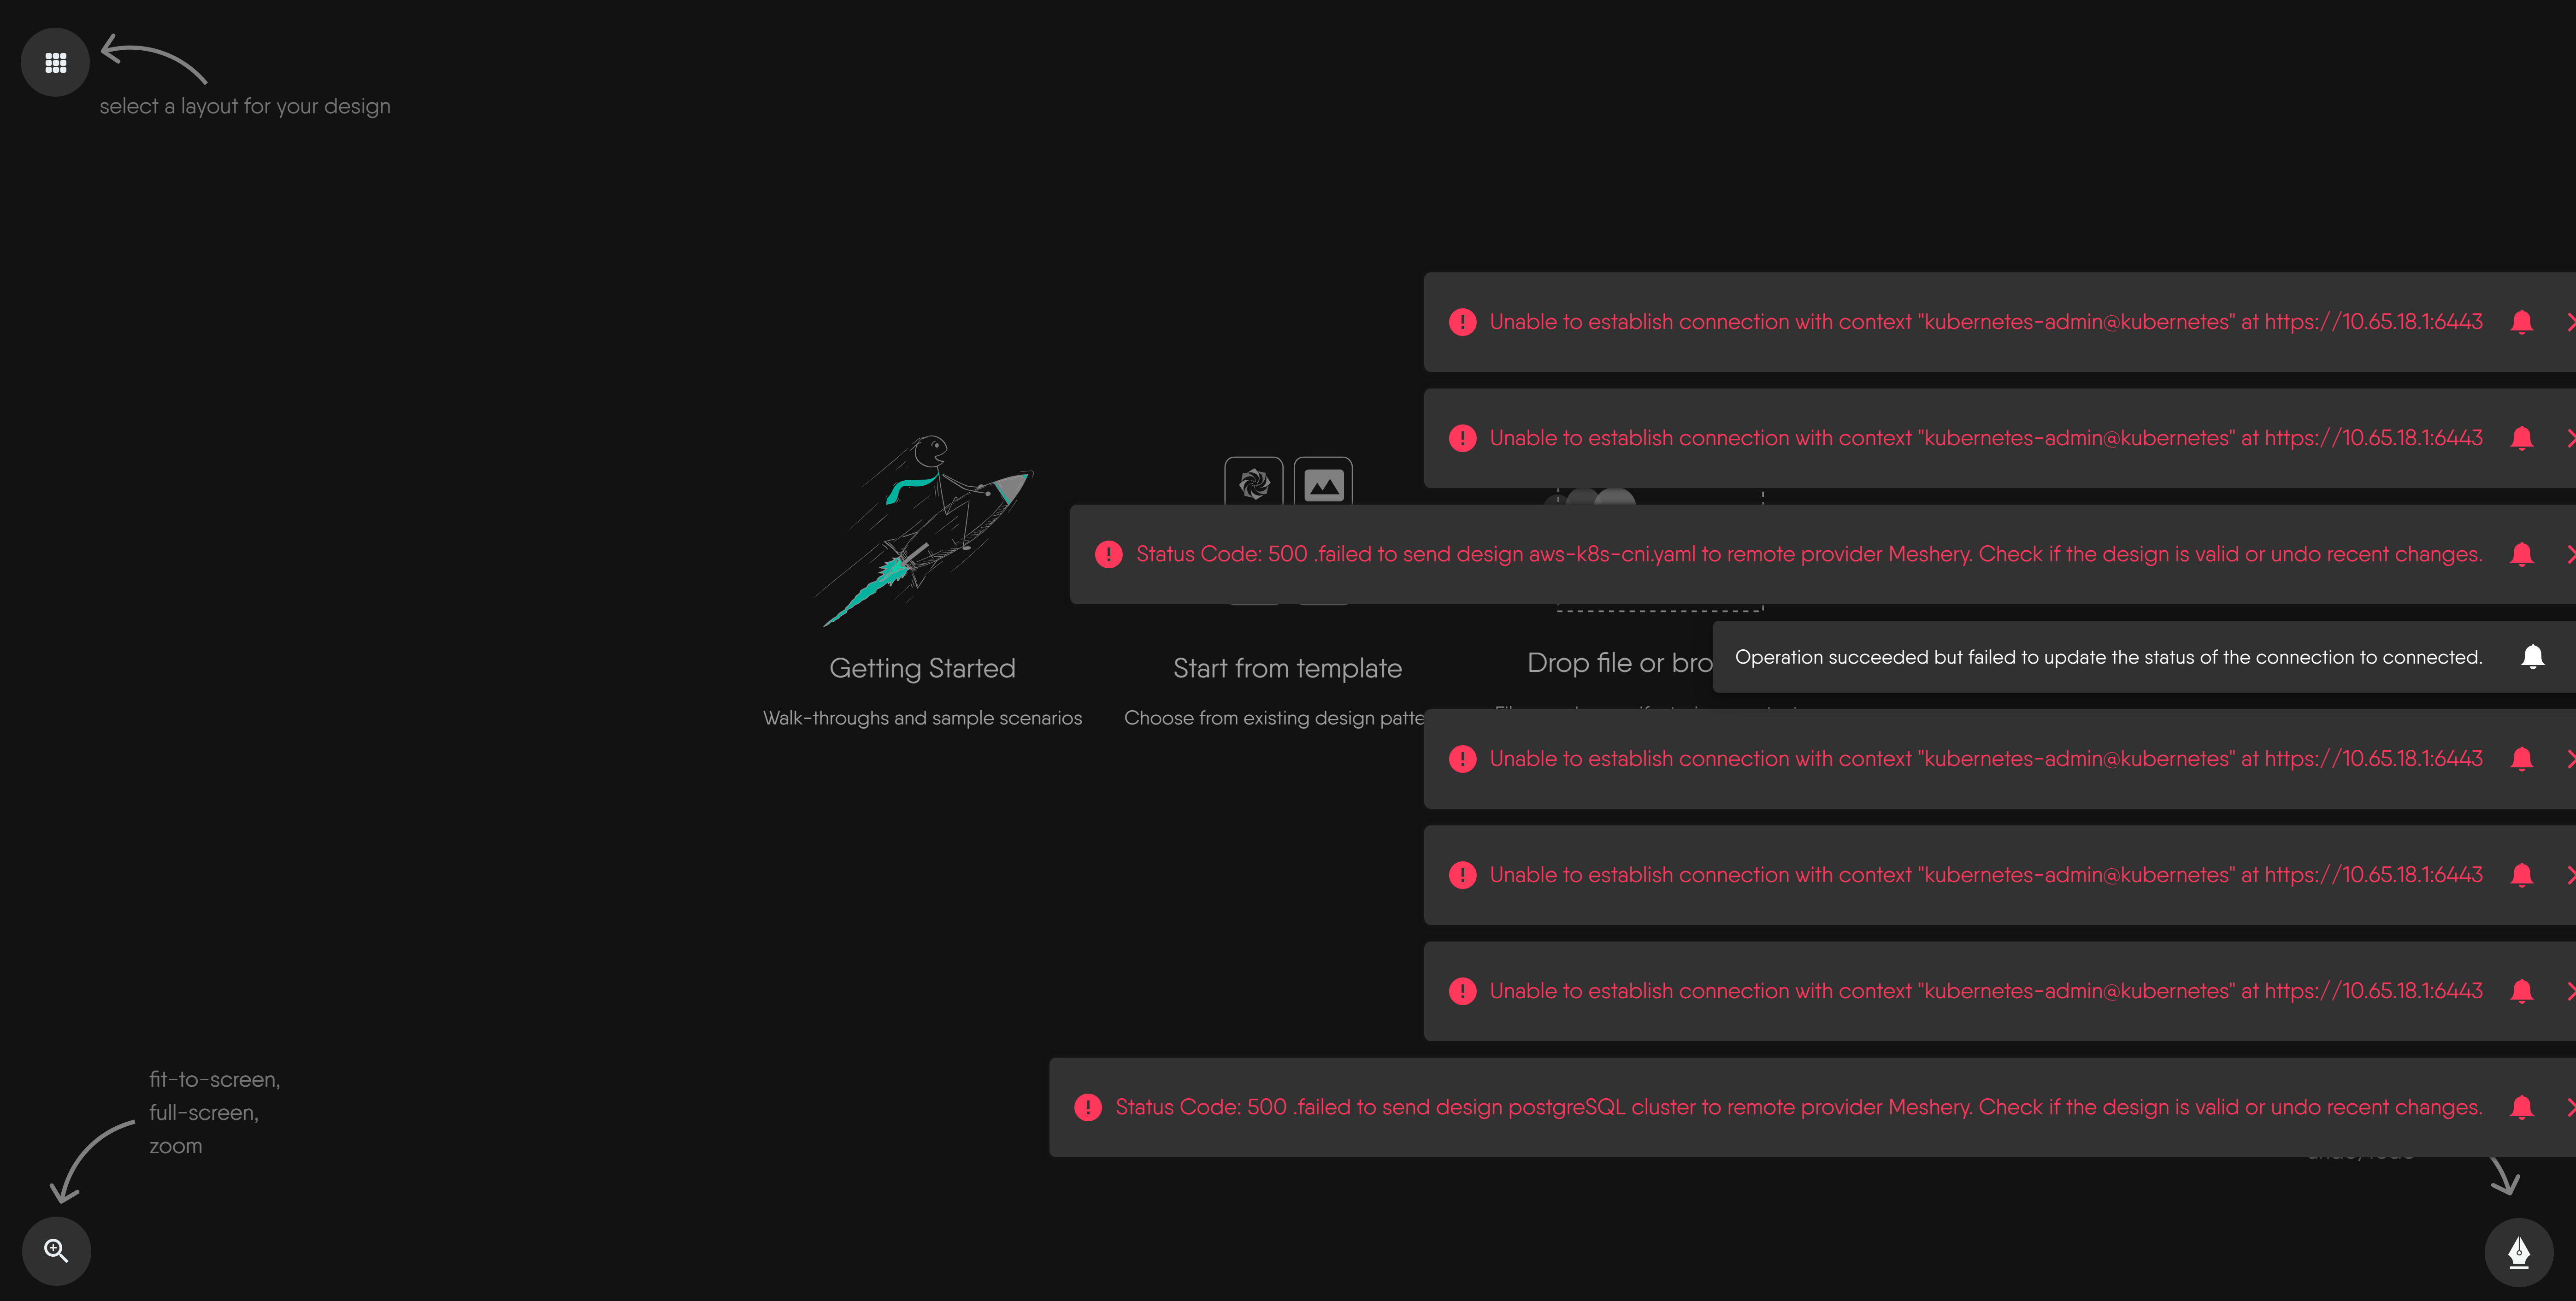 select a layout for your design
Unable to establish connection with context "kubernetes-admin@kubernetes" at https://10.65.18.1:6443
Unable to establish connection with context "kubernetes-admin@kubernetes" at https://10.65.18.1:6443
Status Code: 500 .failed to send design aws-k8s-cni.yaml to remote provider Meshery. Check if the design is valid or undo recent changes.
Operation succeeded but failed to update the status of the connection to connected.
Getting Started
Start from template
Drop file or bro
Walk-throughs and sample scenarios
Choose from existing design patte
Unable to establish connection with context "kubernetes-admin@kubernetes" at https://10.65.18.1:6443
Unable to establish connection with context "kubernetes-admin@kubernetes" at https://10.65.18.1:6443
Unable to establish connection with context "kubernetes-admin@kubernetes" at https://10.65.18.1:6443
Status Code: 500 .failed to send design postgreSQL cluster to remote provider Meshery. Check if the design is valid or undo recent changes.
fit-to-screen,
full-screen,
zoom